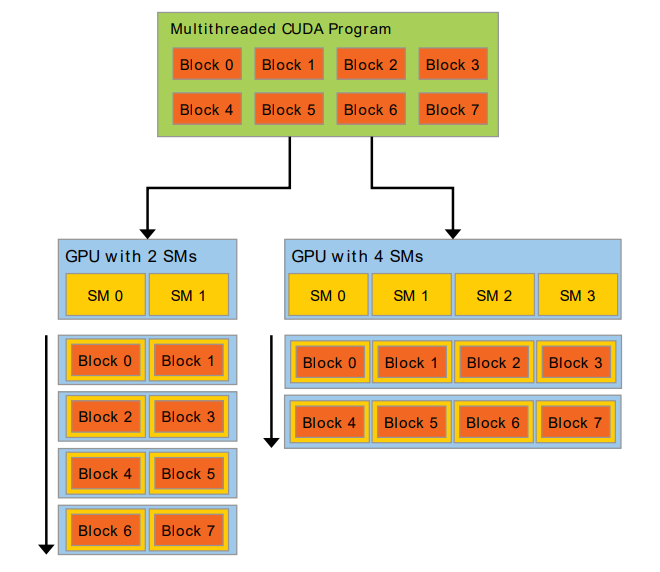 Multithreaded CUDA Program
Block 0 Block 1 Block 2 Block 3
Block 4 Block 5 Block 6 Block 7
GPU with 2 SMs
SM 0 SM 1
Block 0 Block 1
Block 2 Block 3
Block 4 Block 5
Block 6 Block 7
GPU with 4 SMs
SM 0 SM 1 SM 2 SM 3
Block 0 Block 1 Block 2 Block 3
Block 4 Block 5 Block 6 Block 7